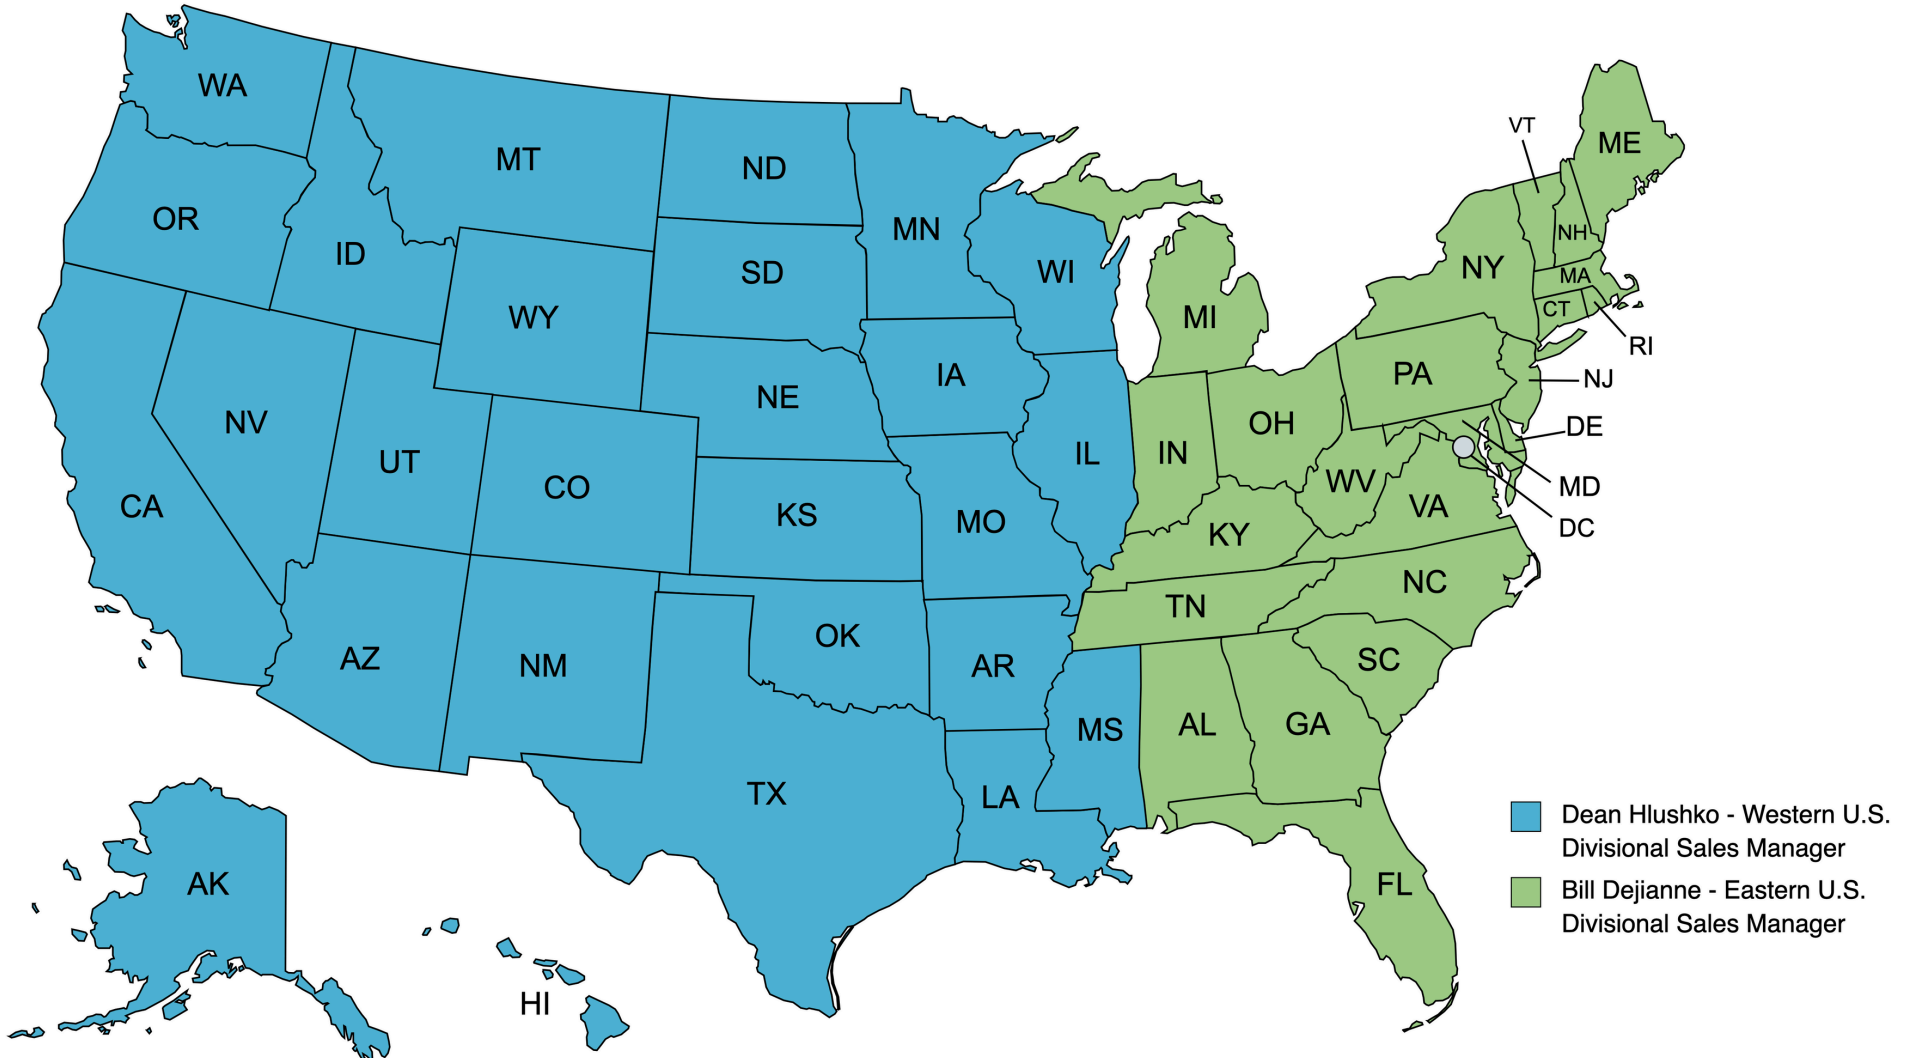 WA
MT
ND
MN
OR
ID
SD
WI
WY
MI
VT
ME
NH
NY
MA
CT
RI
NV
UT
CO
NE
IA
IL
IN
OH
PA
NJ
DE
CA
KS
MO
KY
WV
VA
MD
DC
AZ
NM
OK
AR
TN
NC
SC
TX
LA
MS
AL
GA
FL
AK
HI
Dean Hlushko - Western U.S.
Divisional Sales Manager
Bill Dejianne - Eastern U.S.
Divisional Sales Manager